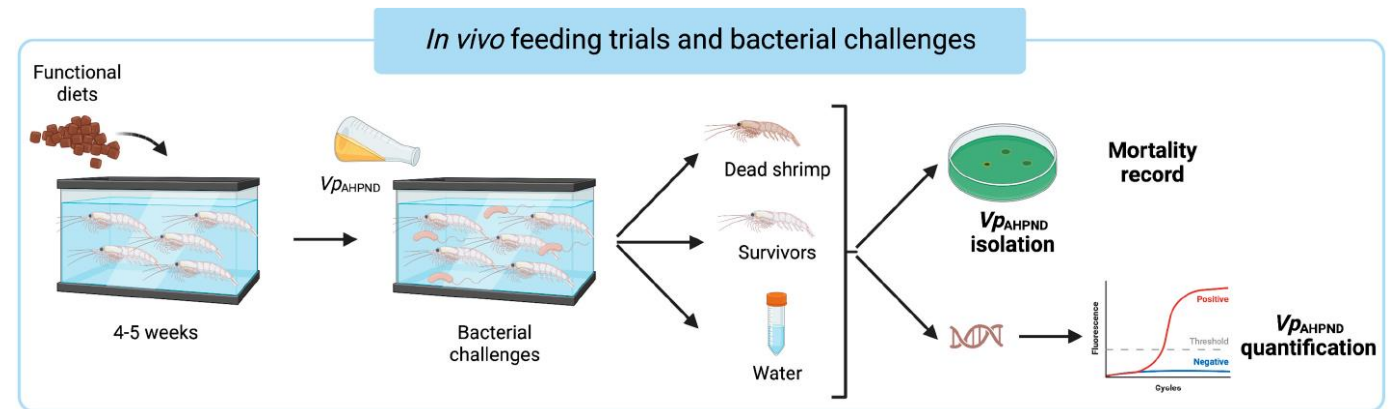 In vivo feeding trials and bacterial challenges
Functional
diets
VpAHPND
4-5 weeks
Bacterial
challenges
Dead shrimp
Survivors
Water
VpAHPND
isolation
Mortality
record
Fluorescence
Positive
Threshold
Negative
Cycles
VpAHPND
quantification